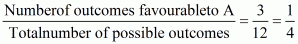 Numberof outcomes favourableto A / Totalnumber of possible outcomes = 3/12 = 1/4